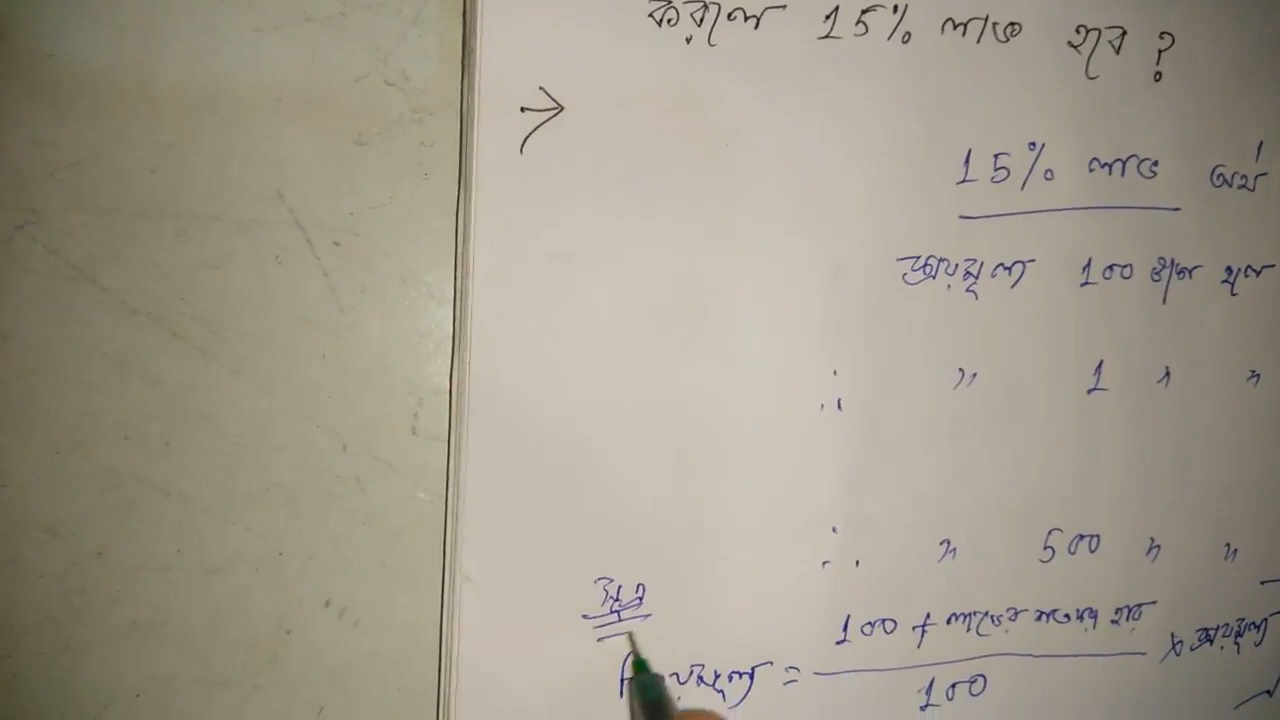 করলে 15% লাভ হবে ?
→
15% লাভ অর্থ
ক্রয়মূল্য 100 হলে
∴ " 1 " "
∴ " 500 " "
সূত্র
বিক্রয়মূল্য = (100 + লাভের শতকরা হার) / 100 × ক্রয়মূল্য